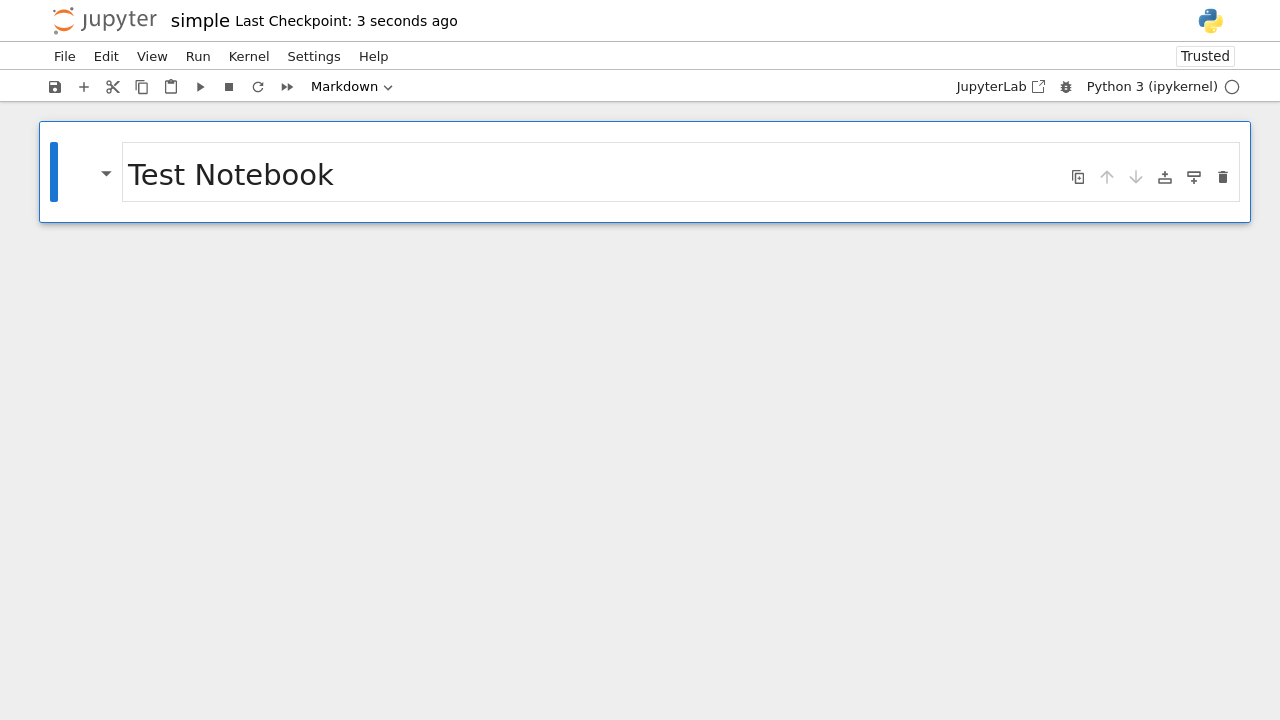 jupyter simple Last Checkpoint: 3 seconds ago
File Edit View Run Kernel Settings Help Trusted
Markdown JupyterLab Python 3 (ipykernel)
Test Notebook